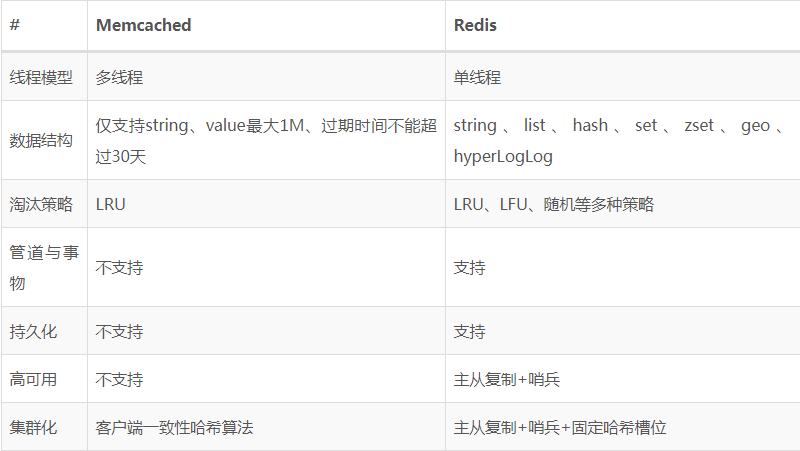 # Memcached Redis
线程模型 多线程 单线程
数据结构 仅支持string、value最大1M、过期时间不能超
过30天 string、list、hash、set、zset、geo、
hyperLogLog
淘汰策略 LRU LRU、LFU、随机等多种策略
管道与事
物 不支持 支持
持久化 不支持 支持
高可用 不支持 主从复制+哨兵
集群化 客户端一致性哈希算法 主从复制+哨兵+固定哈希槽位